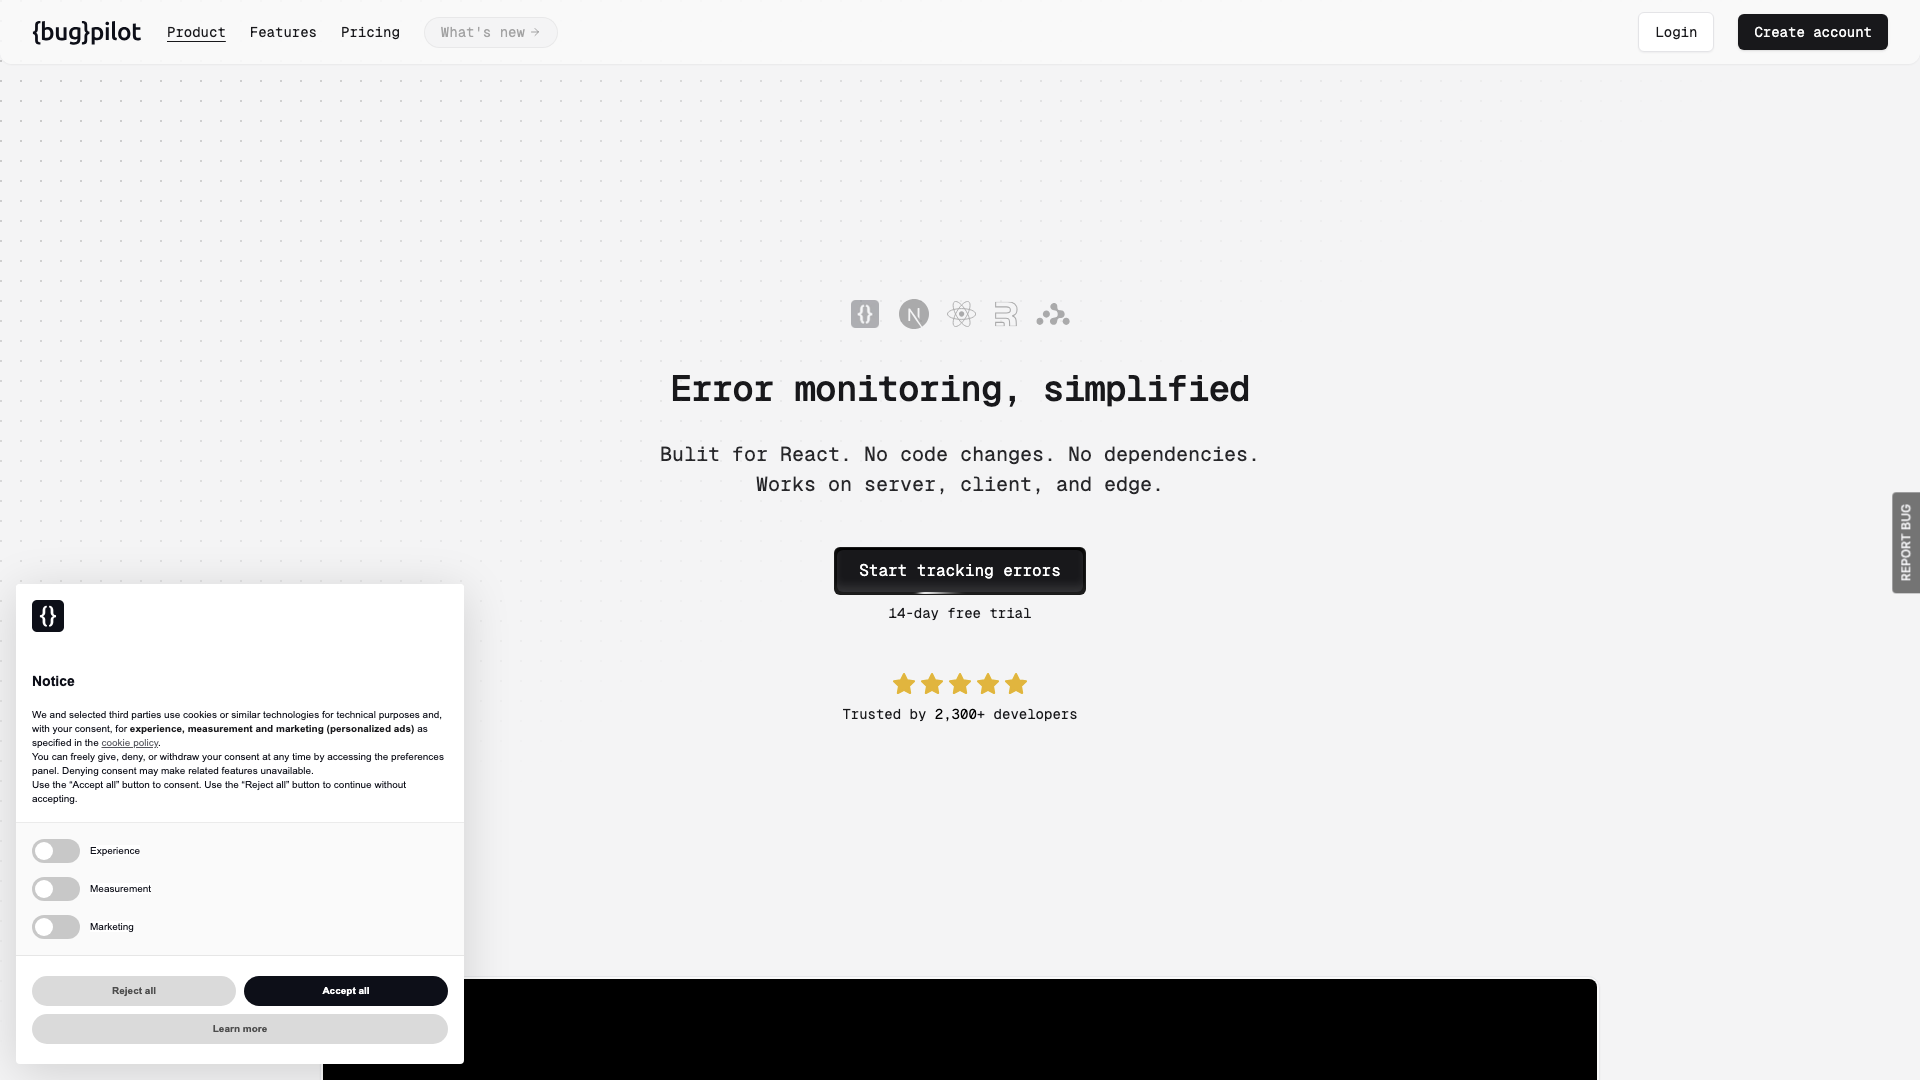 {bug}pilot
Product
Features
Pricing
What's new →
Login
Create account
{}
N
Error monitoring, simplified
Bulit for React. No code changes. No dependencies.
Works on server, client, and edge.
Start tracking errors
14-day free trial
Trusted by 2,300+ developers
REPORT BUG
{}
Notice
We and selected third parties use cookies or similar technologies for technical purposes and,
with your consent, for experience, measurement and marketing (personalized ads) as
specified in the cookie policy.
You can freely give, deny, or withdraw your consent at any time by accessing the preferences
panel. Denying consent may make related features unavailable.
Use the “Accept all” button to consent. Use the “Reject all” button to continue without
accepting.
Experience
Measurement
Marketing
Reject all
Accept all
Learn more